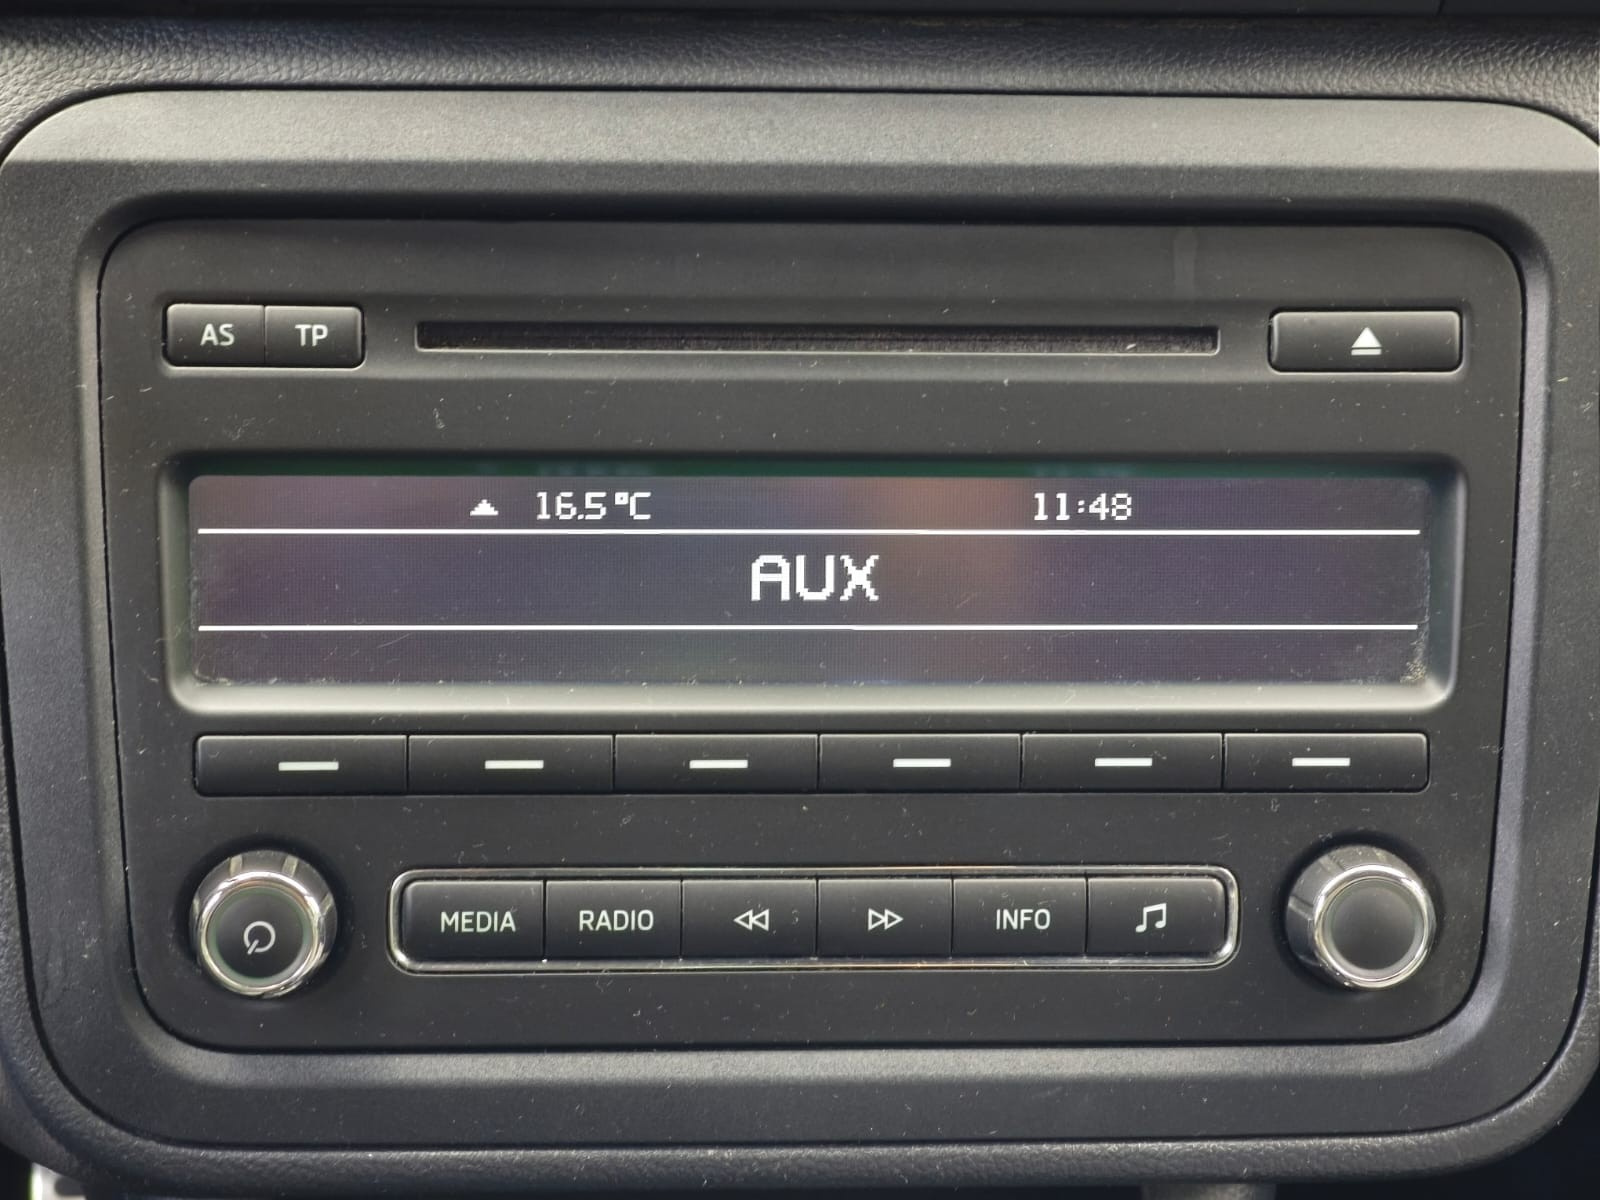 AS TP
16.5°C 11:48
AUX
MEDIA RADIO INFO